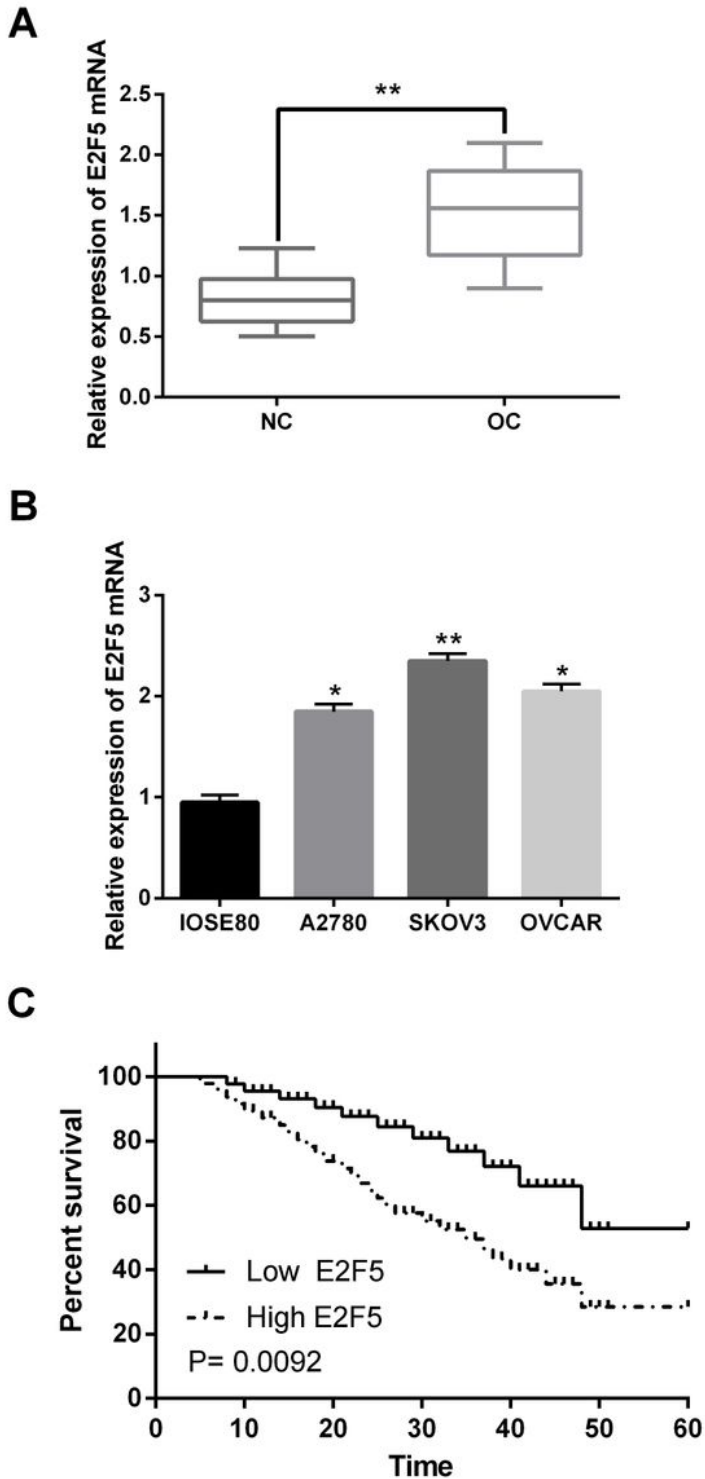 A
Relative expression of E2F5 mRNA
2.5
2.0
1.5
1.0
0.5
0.0
**
NC OC
B
Relative expression of E2F5 mRNA
3
2
1
0
* ** *
IOSE80 A2780 SKOV3 OVCAR
C
Percent survival
100
80
60
40
20
0
Low E2F5
High E2F5
P= 0.0092
0 10 20 30 40 50 60
Time